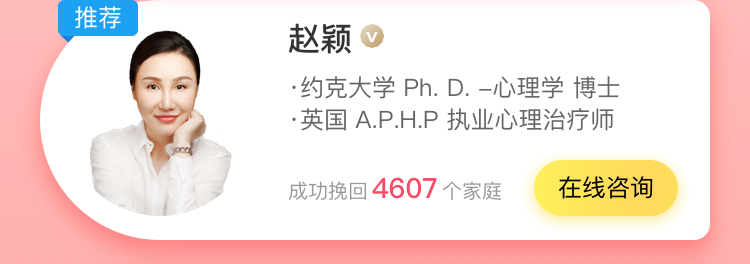 推荐
赵颖
·约克大学 Ph. D. -心理学 博士
·英国 A.P.H.P 执业心理治疗师
成功挽回 4607 个家庭
在线咨询